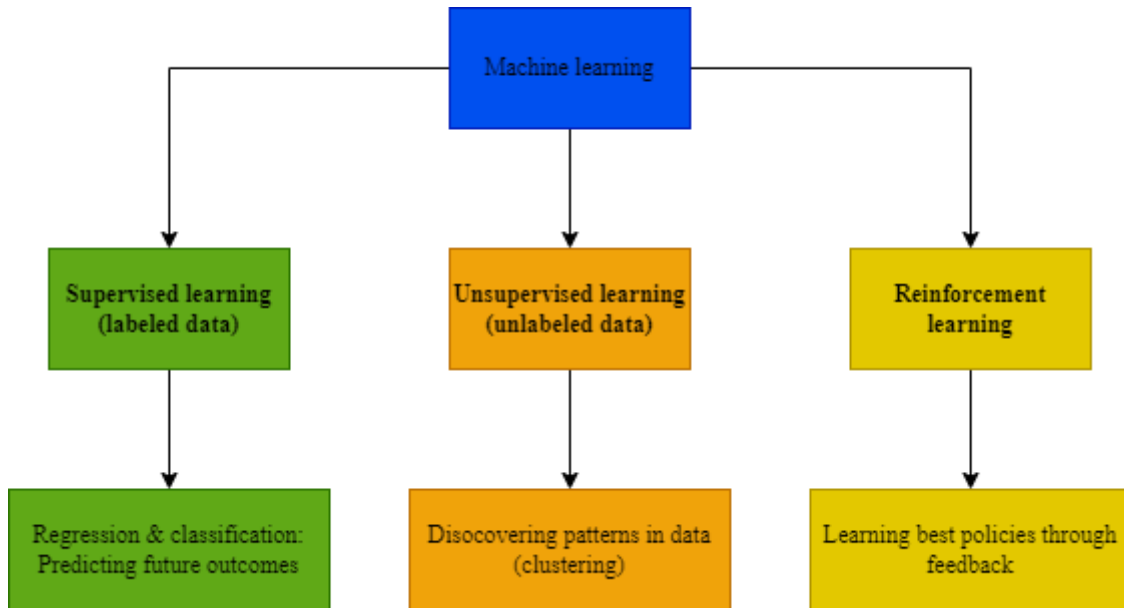 Machine learning
Supervised learning
(labeled data)
Unsupervised learning
(unlabeled data)
Reinforcement
learning
Regression & classification:
Predicting future outcomes
Disocovering patterns in data
(clustering)
Learning best policies through
feedback